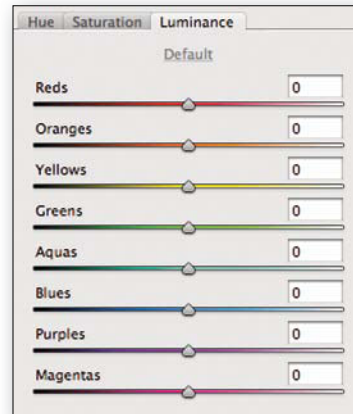 Hue Saturation Luminance
Default
Reds 0
Oranges 0
Yellows 0
Greens 0
Aquas 0
Blues 0
Purples 0
Magentas 0